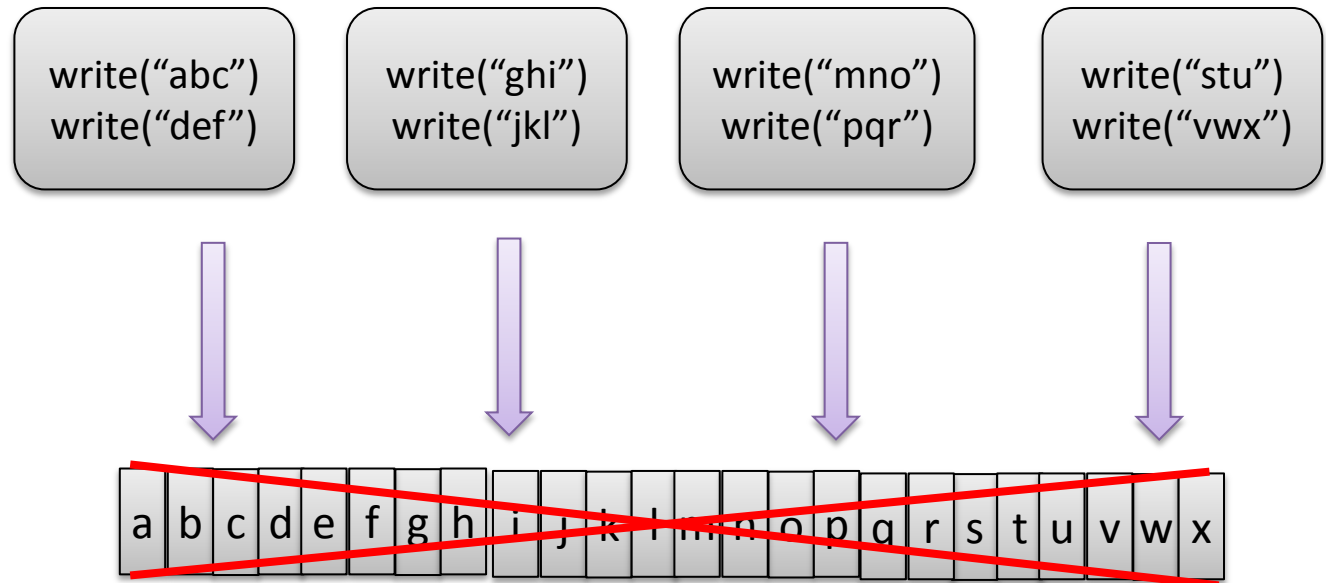 write(“abc”)
write(“def”)
write(“ghi”)
write(“jkl”)
write(“mno”)
write(“pqr”)
write(“stu”)
write(“vwx”)
a b c d e f g h i j k l m n o p q r s t u v w x